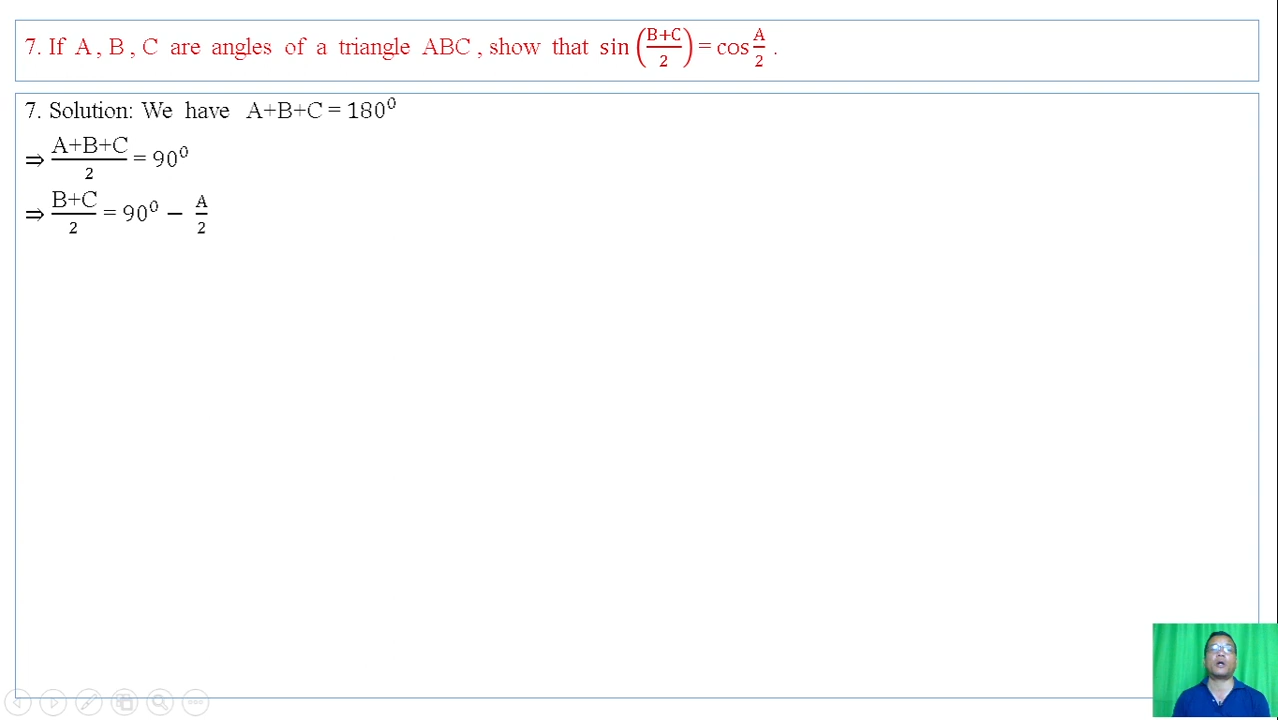 7. If A , B , C are angles of a triangle ABC , show that sin ((B+C)/2) = cos A/2 .
7. Solution: We have A+B+C = 180⁰
⇒ (A+B+C)/2 = 90⁰
⇒ (B+C)/2 = 90⁰ − A/2